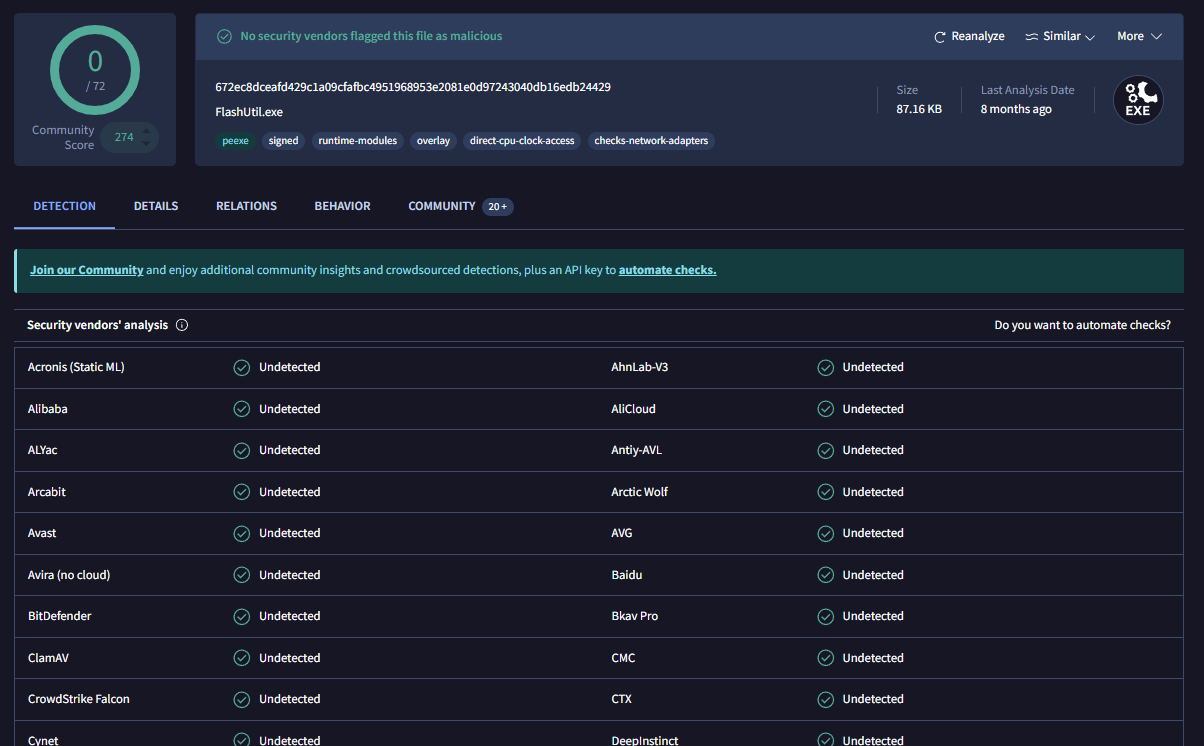 0
/ 72
Community
Score
274
No security vendors flagged this file as malicious
Reanalyze
Similar
More
672ec8dceafd429c1a09cfafbc4951968953e2081e0d97243040db16edb24429
FlashUtil.exe
peexe signed runtime-modules overlay direct-cpu-clock-access checks-network-adapters
Size
87.16 KB
Last Analysis Date
8 months ago
EXE
DETECTION DETAILS RELATIONS BEHAVIOR COMMUNITY 20+
Join our Community and enjoy additional community insights and crowdsourced detections, plus an API key to automate checks.
Security vendors' analysis Do you want to automate checks?
Acronis (Static ML) Undetected AhnLab-V3 Undetected
Alibaba Undetected AliCloud Undetected
ALYac Undetected Antiy-AVL Undetected
Arcabit Undetected Arctic Wolf Undetected
Avast Undetected AVG Undetected
Avira (no cloud) Undetected Baidu Undetected
BitDefender Undetected Bkav Pro Undetected
ClamAV Undetected CMC Undetected
CrowdStrike Falcon Undetected CTX Undetected
Cynet Undetected DeepInstinct Undetected